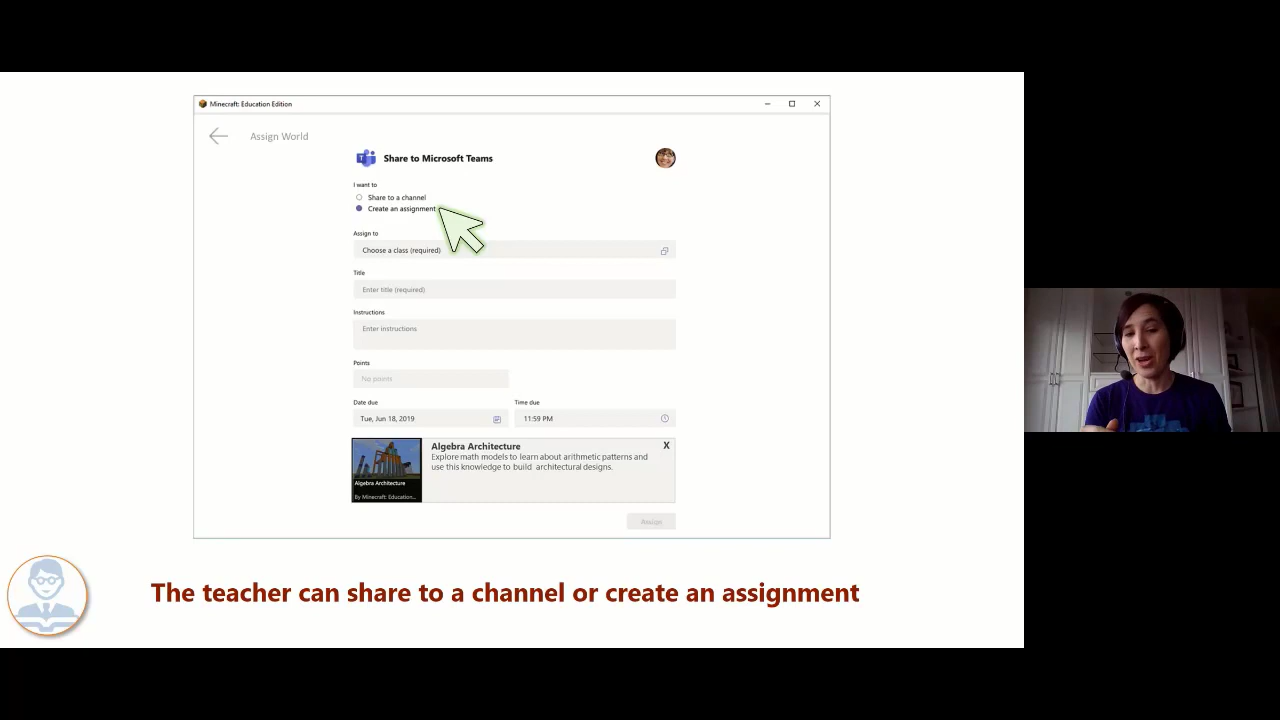 Minecraft: Education Edition
Assign World
Share to Microsoft Teams
I want to
Share to a channel
Create an assignment
Assign to
Choose a class (required)
Title
Enter title (required)
Instructions
Enter instructions
Points
No points
Date due
Time due
Tue, Jun 18, 2019
11:59 PM
Algebra Architecture
X
Explore math models to learn about arithmetic patterns and
use this knowledge to build architectural designs.
Algebra Architecture
By Minecraft: Education...
Assign
The teacher can share to a channel or create an assignment